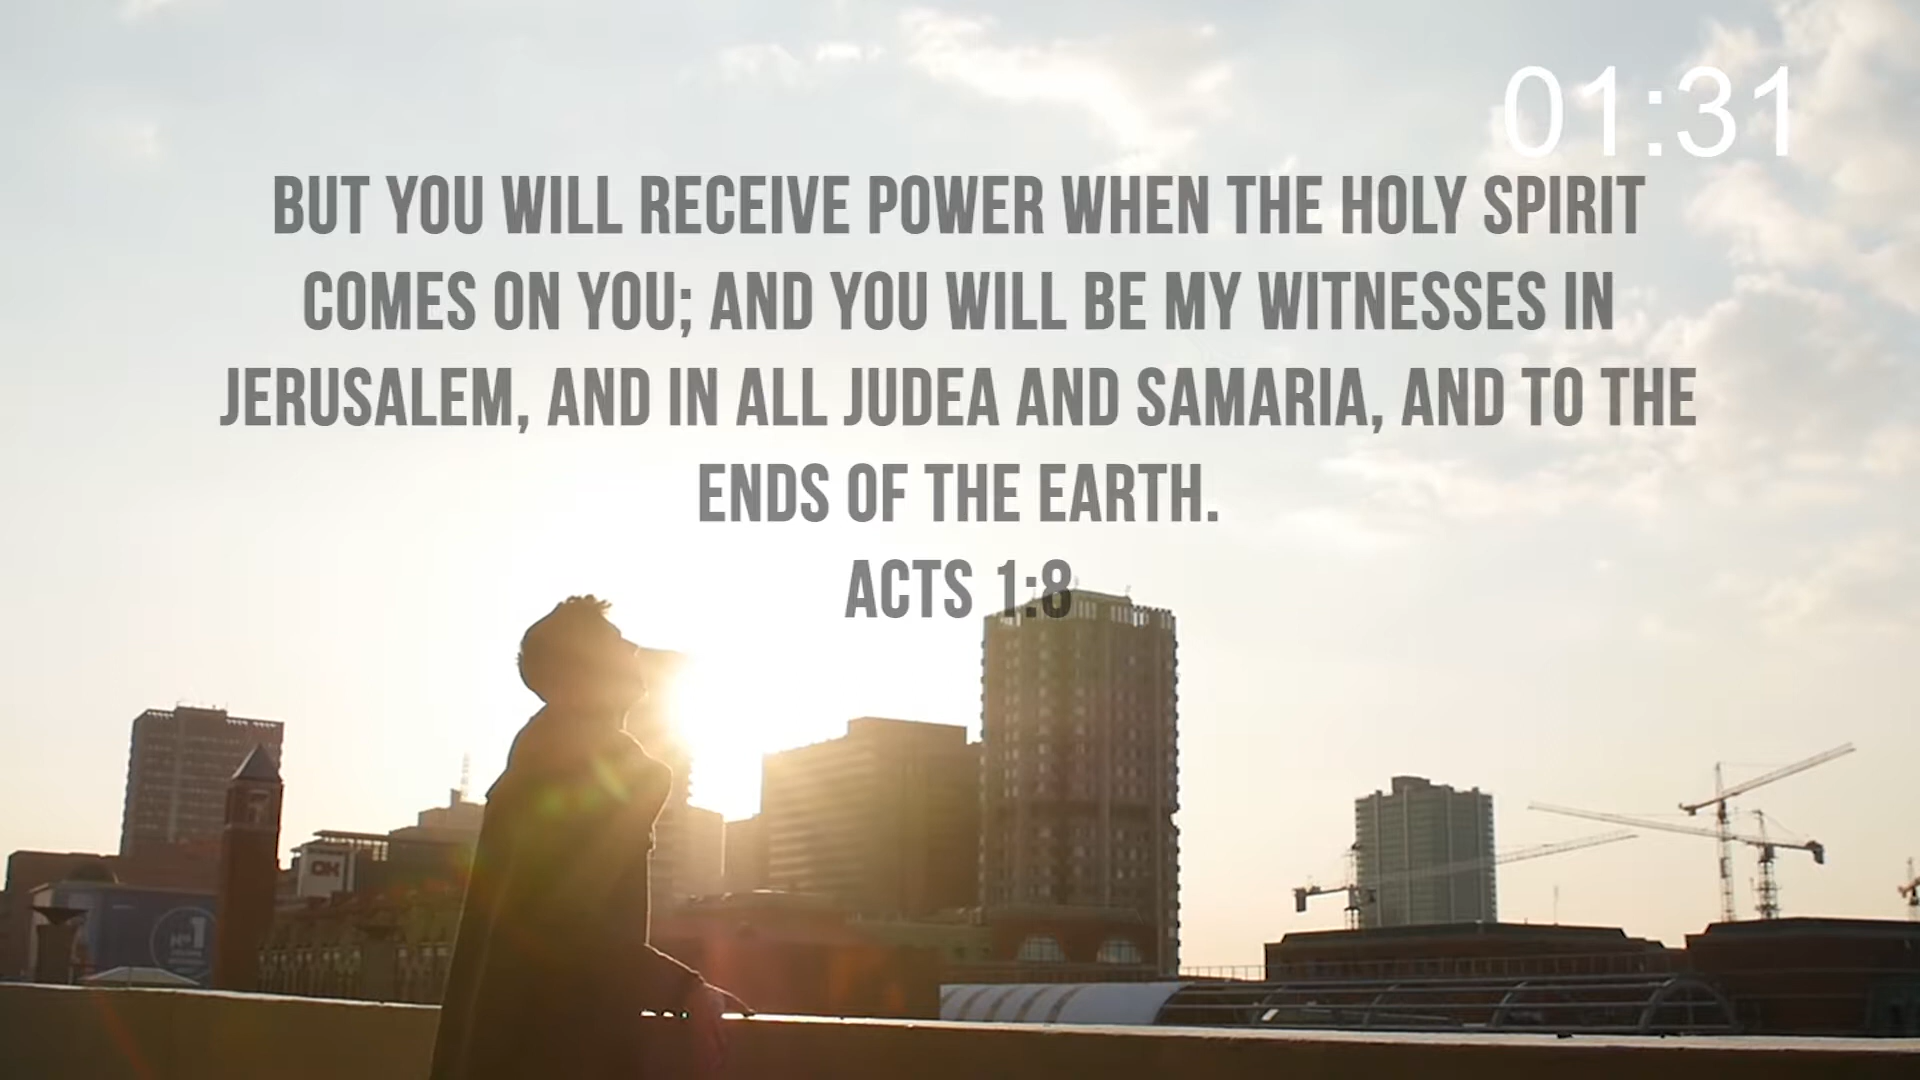 01:31
BUT YOU WILL RECEIVE POWER WHEN THE HOLY SPIRIT
COMES ON YOU; AND YOU WILL BE MY WITNESSES IN
JERUSALEM, AND IN ALL JUDEA AND SAMARIA, AND TO THE
ENDS OF THE EARTH.
ACTS 1:8
OK
Nº1